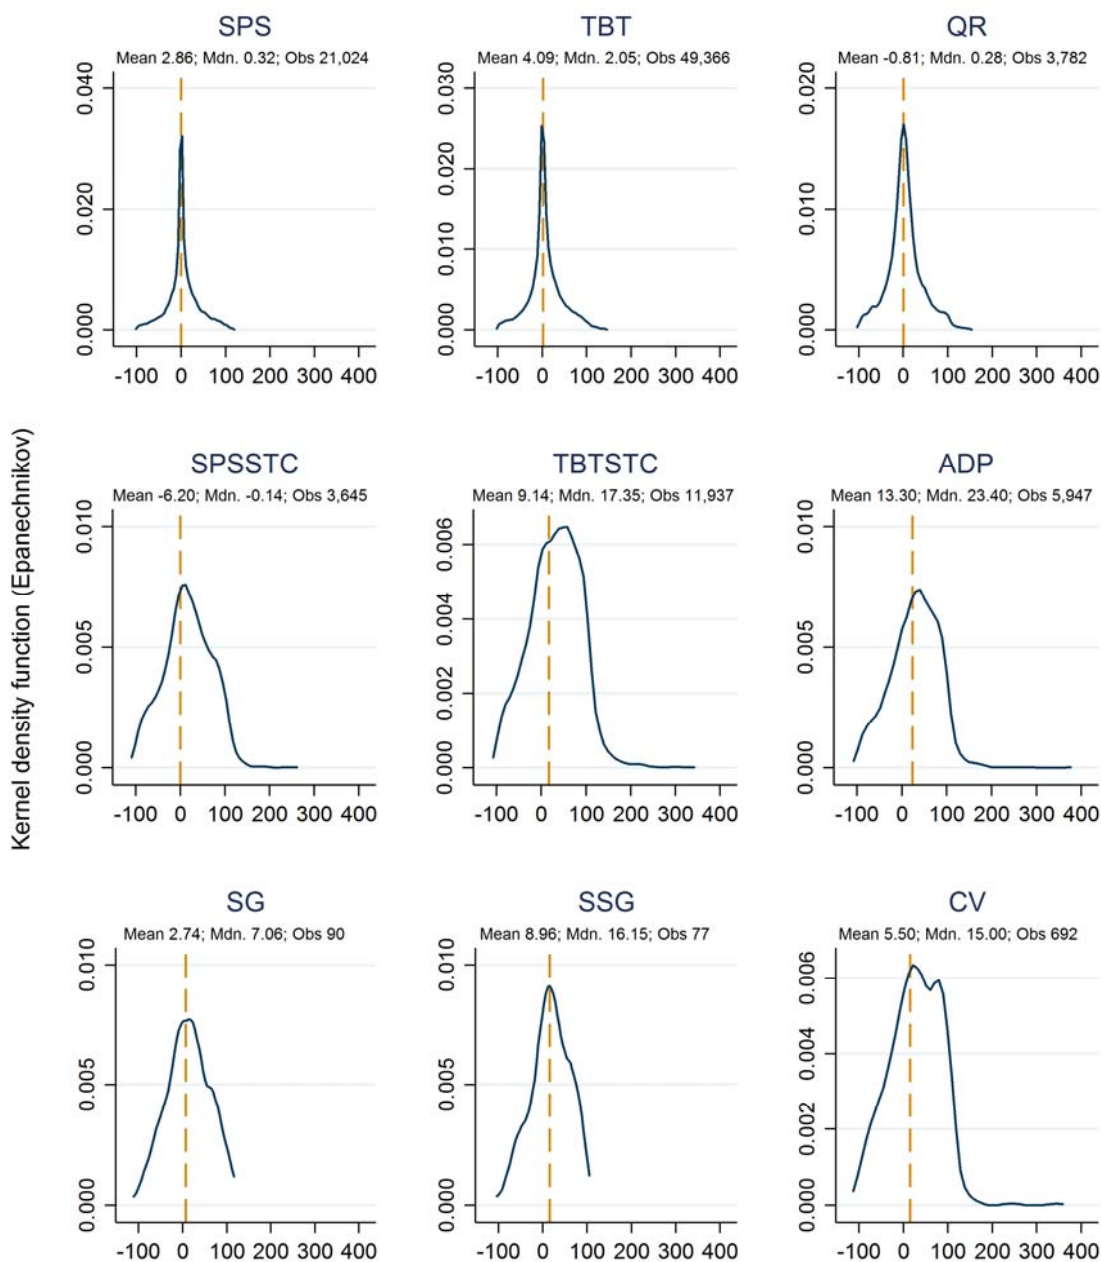 SPS
Mean 2.86; Mdn. 0.32; Obs 21,024
0.040
0.020
0.000
-100 0 100 200 300 400
TBT
Mean 4.09; Mdn. 2.05; Obs 49,366
0.030
0.020
0.010
0.000
-100 0 100 200 300 400
QR
Mean -0.81; Mdn. 0.28; Obs 3,782
0.020
0.010
0.000
-100 0 100 200 300 400
Kernel density function (Epanechnikov)
SPSSTC
Mean -6.20; Mdn. -0.14; Obs 3,645
0.010
0.005
0.000
-100 0 100 200 300 400
TBTSTC
Mean 9.14; Mdn. 17.35; Obs 11,937
0.006
0.004
0.002
0.000
-100 0 100 200 300 400
ADP
Mean 13.30; Mdn. 23.40; Obs 5,947
0.010
0.005
0.000
-100 0 100 200 300 400
SG
Mean 2.74; Mdn. 7.06; Obs 90
0.010
0.005
0.000
-100 0 100 200 300 400
SSG
Mean 8.96; Mdn. 16.15; Obs 77
0.010
0.005
0.000
-100 0 100 200 300 400
CV
Mean 5.50; Mdn. 15.00; Obs 692
0.006
0.004
0.002
0.000
-100 0 100 200 300 400